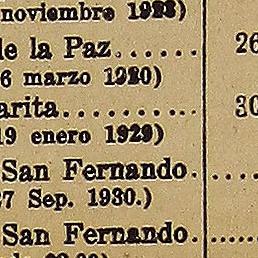 noviembre 1928)
de la Paz...... 26
6 marzo 1920)
arita.......... 30
19 enero 1929)
San Fernando.....
27 Sep. 1930.)
San Fernando.....